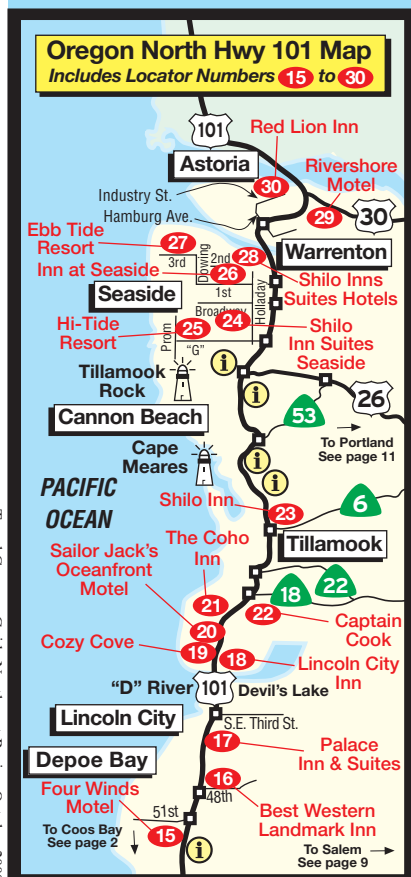 Oregon North Hwy 101 Map
Includes Locator Numbers 15 to 30
101
Red Lion Inn
Astoria
Rivershore
Motel
30
Industry St.
Hamburg Ave.
29
30
Ebb Tide
Resort
27
3rd
Dowing
2nd
28
Warrenton
Inn at Seaside
26
Shilo Inns
Suites Hotels
1st
Seaside
Broadway
Holladay
Hi-Tide
Resort
25
24
Shilo
Inn Suites
Seaside
Prom
"G"
i
Tillamook
Rock
i
26
Cannon Beach
53
To Portland
See page 11
Cape
Meares
i
i
PACIFIC
OCEAN
Shilo Inn
23
6
The Coho
Inn
Tillamook
Sailor Jack's
Oceanfront
Motel
18
22
21
22
Captain
Cook
20
Cozy Cove
19
18
Lincoln City
Inn
"D" River
101
Devil's Lake
Lincoln City
S.E. Third St.
17
Palace
Inn & Suites
Depoe Bay
16
48th
Four Winds
Motel
51st
Best Western
Landmark Inn
To Coos Bay
See page 2
15
i
To Salem
See page 9